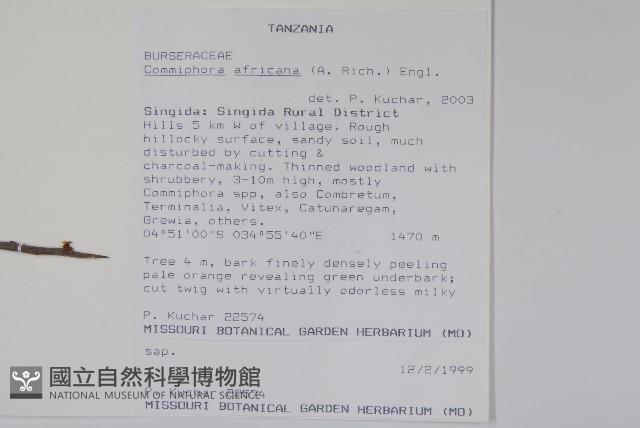 TANZANIA
BURSERACEAE
Commiphora africana (A. Rich.) Engl.
det. P. Kuchar, 2003
Singida: Singida Rural District
Hills 5 km W of village. Rough
hillocky surface, sandy soil, much
disturbed by cutting &
charcoal-making. Thinned woodland with
shrubbery, 3-10m high, mostly
Commiphora spp, also Combretum,
Terminalia, Vitex, Catunaregam,
Grewia, others.
04°51'00"S 034°55'40"E 1470 m
Tree 4 m, bark finely densely peeling
pale orange revealing green underbark;
cut twig with virtually odorless milky
P. Kuchar 22574
MISSOURI BOTANICAL GARDEN HERBARIUM (MO)
sap.
12/2/1999
國立自然科學博物館
NATIONAL MUSEUM OF NATURAL SCIENCE
P. Kuchar 22574
MISSOURI BOTANICAL GARDEN HERBARIUM (MO)